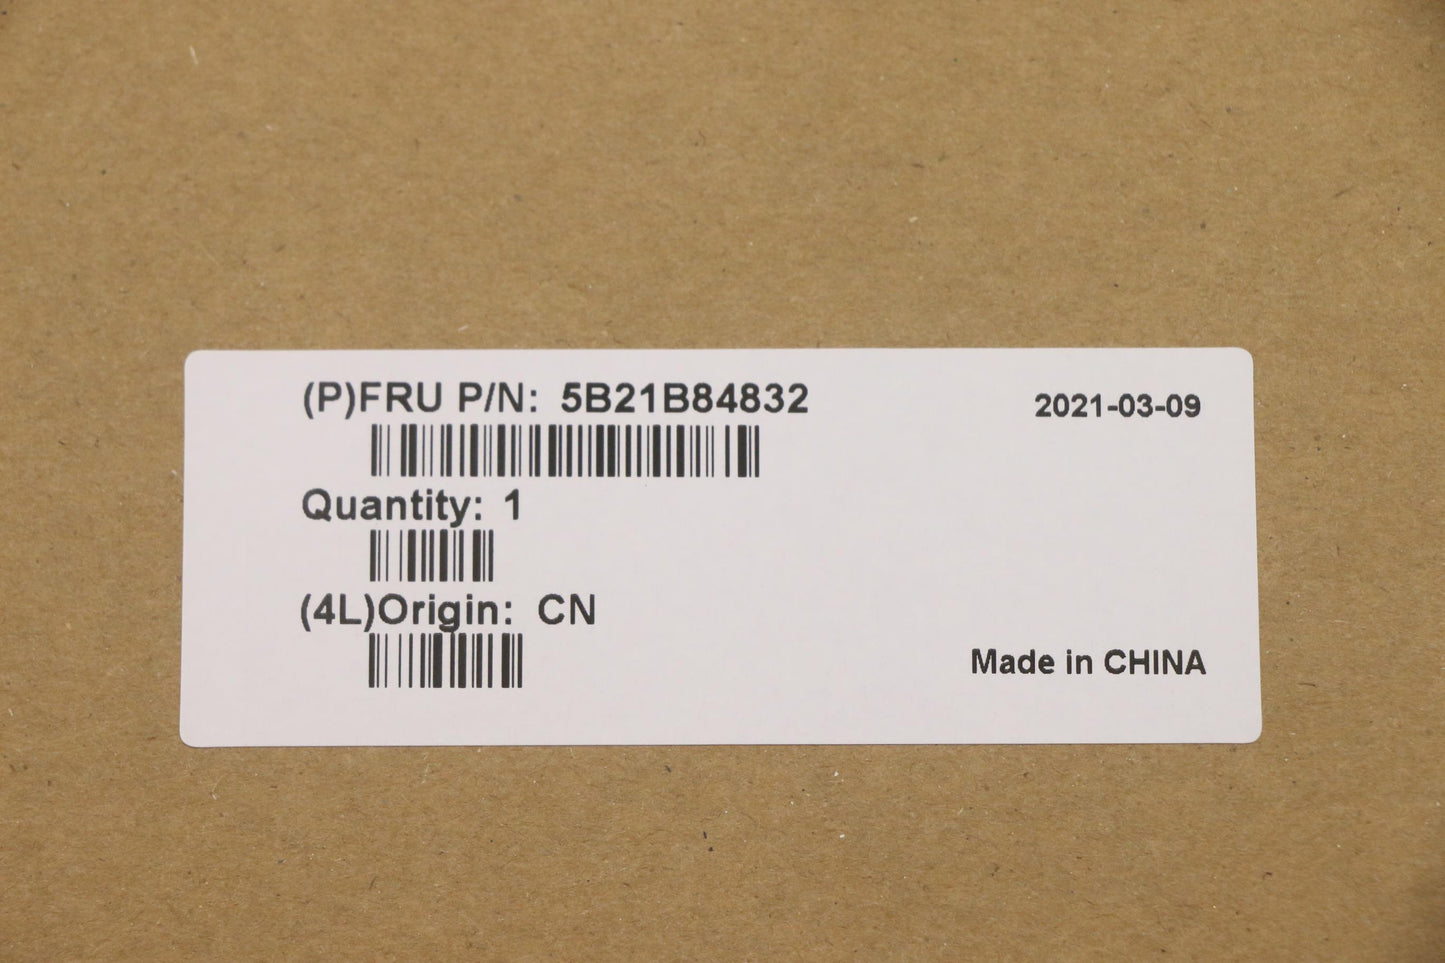 (P)FRU P/N: 5B21B84832
2021-03-09
Quantity: 1
(4L)Origin: CN
Made in CHINA